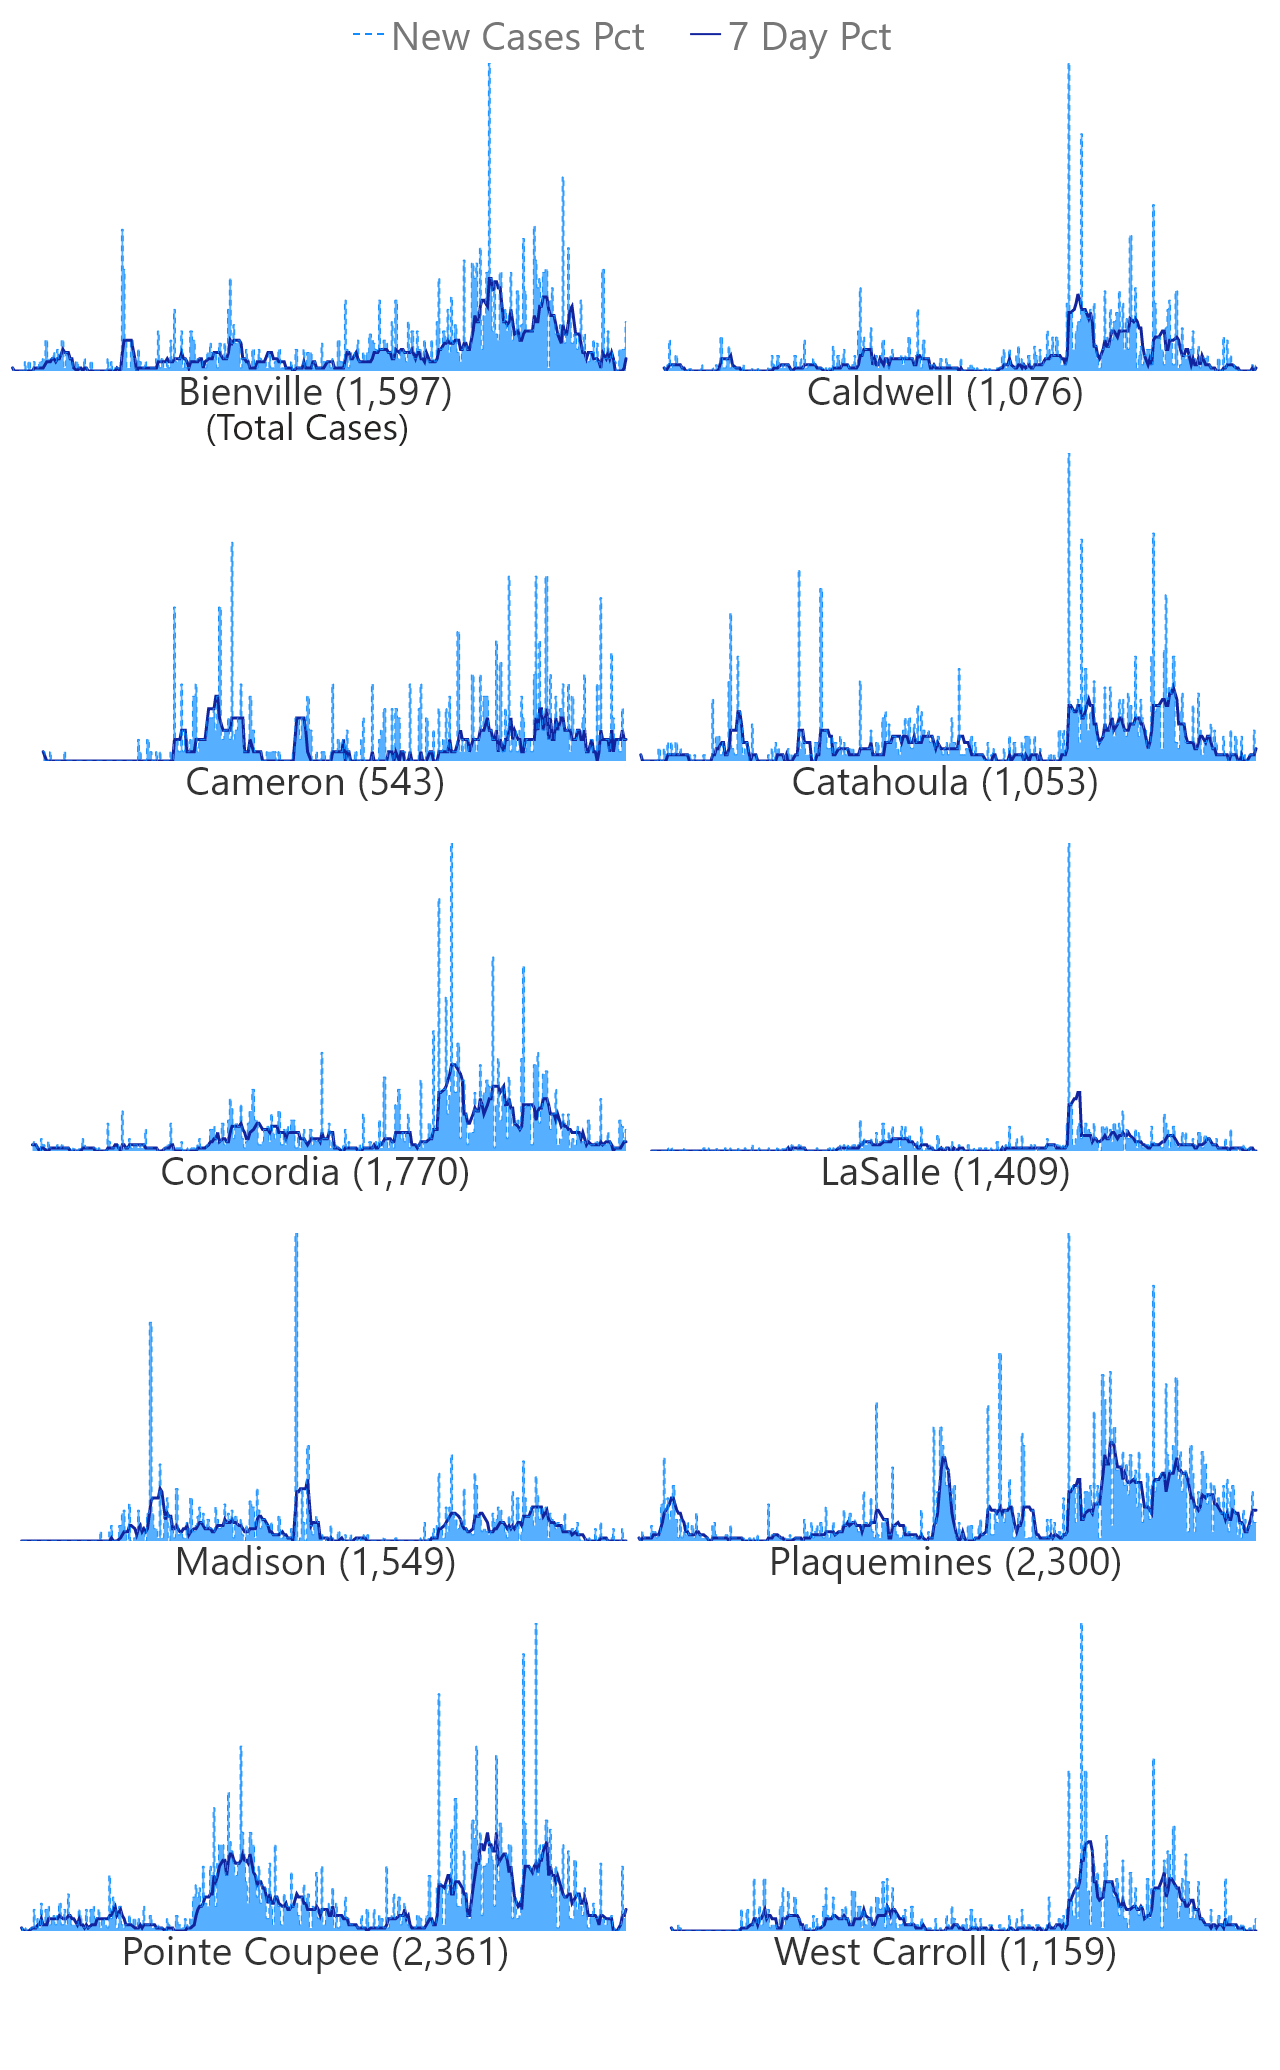 New Cases Pct 7 Day Pct
Bienville (1,597) Caldwell (1,076)
(Total Cases)
Cameron (543) Catahoula (1,053)
Concordia (1,770) LaSalle (1,409)
Madison (1,549) Plaquemines (2,300)
Pointe Coupee (2,361) West Carroll (1,159)